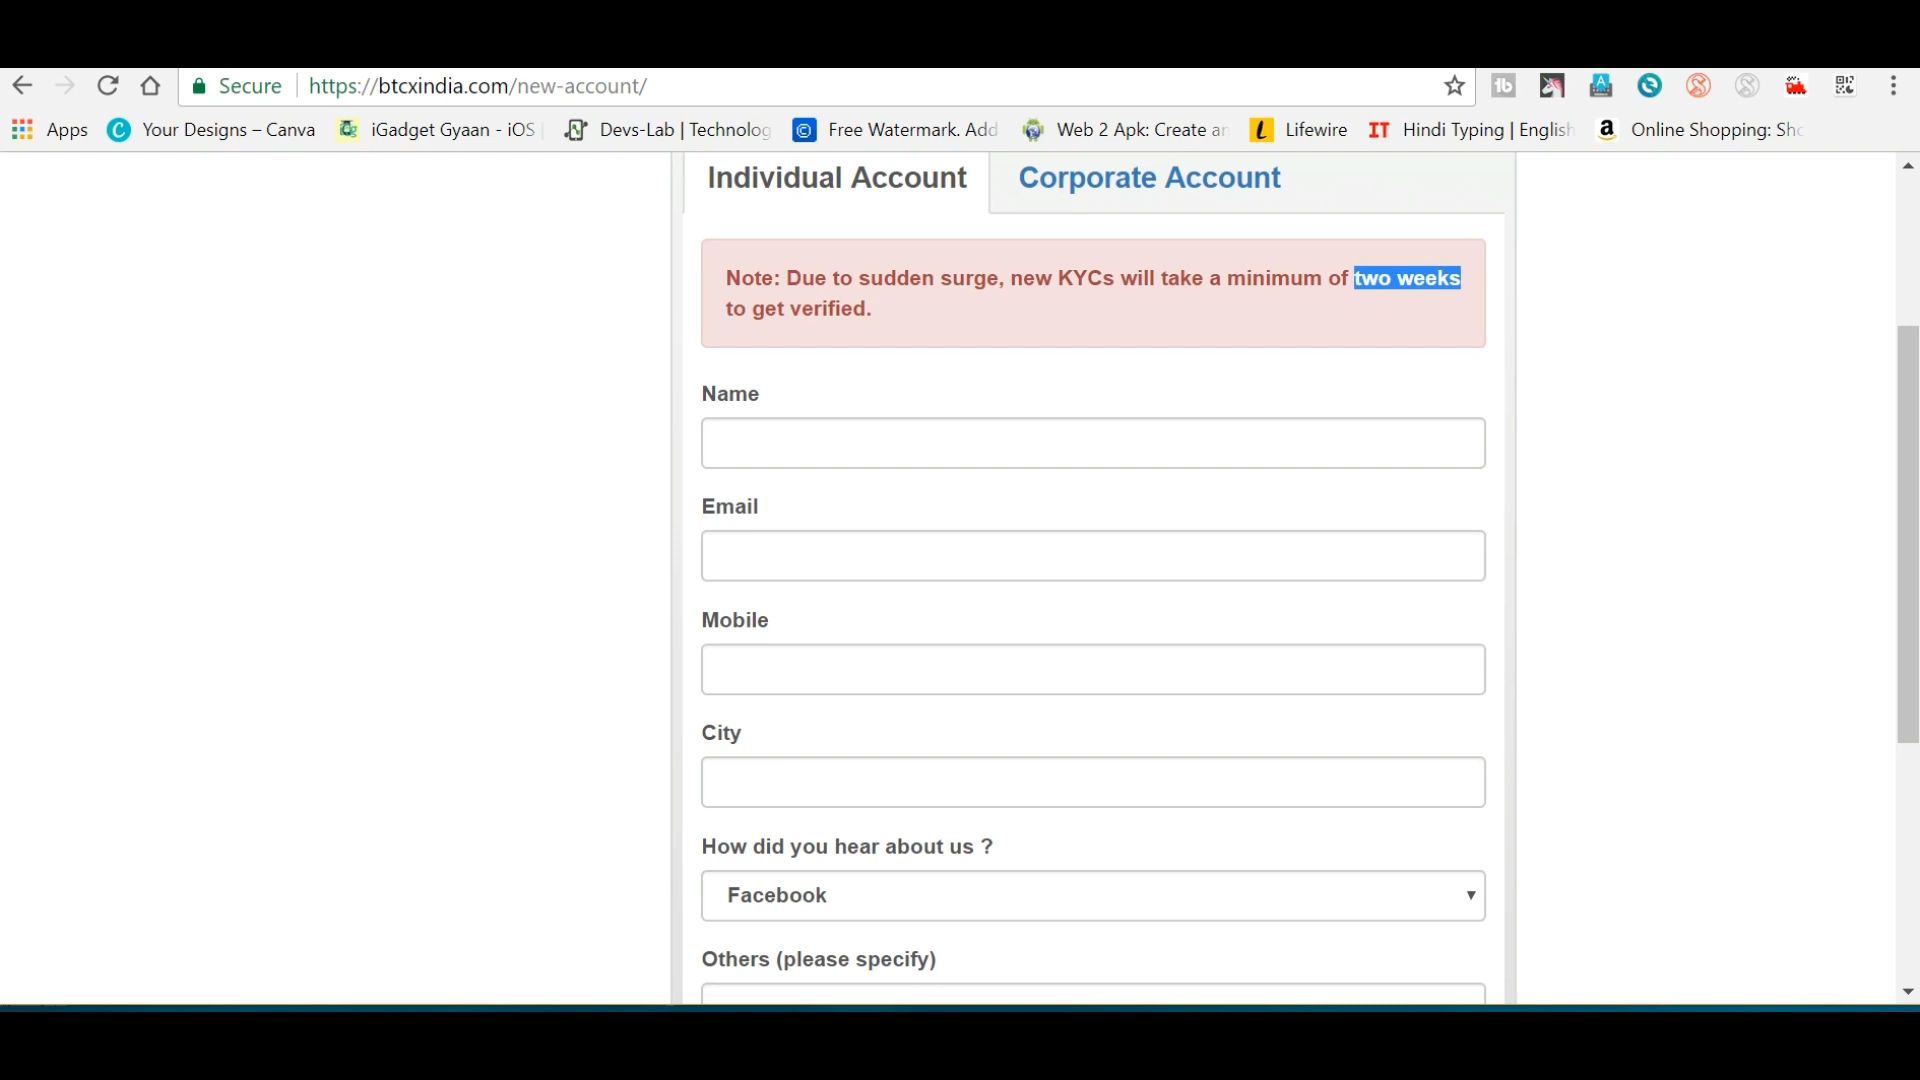 Secure https://btcxindia.com/new-account/
Apps Your Designs – Canva iGadget Gyaan - iOS Devs-Lab | Technolog Free Watermark. Add Web 2 Apk: Create an Lifewire IT Hindi Typing | English Online Shopping: Sho
Individual Account Corporate Account
Note: Due to sudden surge, new KYCs will take a minimum of two weeks
to get verified.
Name
Email
Mobile
City
How did you hear about us ?
Facebook
Others (please specify)